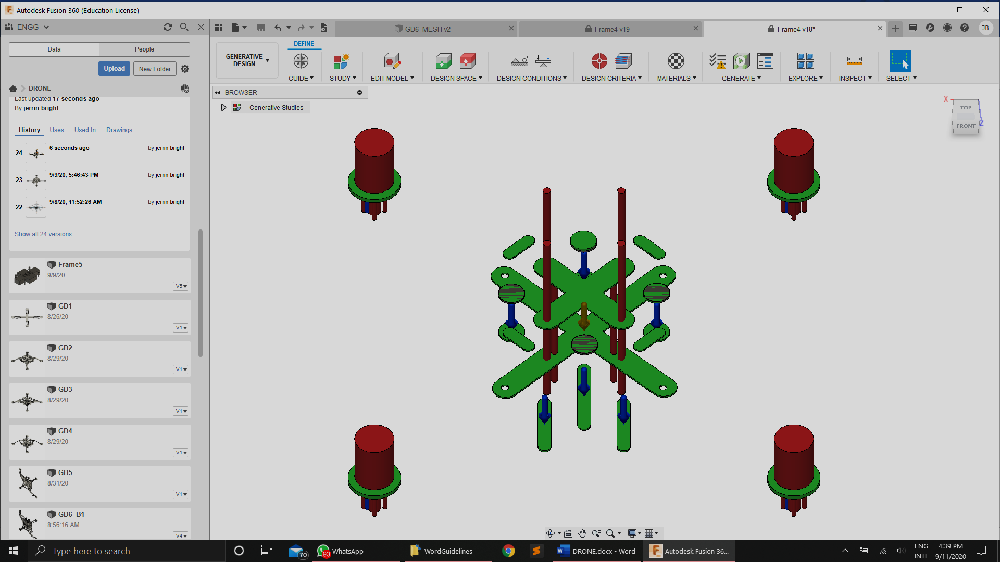 Autodesk Fusion 360 (Education License)
ENGG
GD6_MESH v2
Frame4 v19
Frame4 v18*
JB
Data
People
Upload
New Folder
DRONE
Last updated 17 seconds ago
By jerrin bright
History Uses Used In Drawings
24 6 seconds ago by jerrin bright
23 9/9/20, 5:46:43 PM by jerrin bright
22 9/8/20, 11:52:26 AM by jerrin bright
Show all 24 versions
Frame5
9/9/20
V5
GD1
8/26/20
V1
GD2
8/29/20
V1
GD3
8/29/20
V1
GD4
8/29/20
V1
GD5
8/31/20
V1
GD6_B1
8:56:16 AM
V4
GENERATIVE
DESIGN
DEFINE
GUIDE
STUDY
EDIT MODEL
DESIGN SPACE
DESIGN CONDITIONS
DESIGN CRITERIA
MATERIALS
GENERATE
EXPLORE
INSPECT
SELECT
BROWSER
Generative Studies
X
TOP
FRONT
Z
Type here to search
70
93
WhatsApp
WordGuidelines
DRONE.docx - Word
Autodesk Fusion 36...
ENG
INTL
4:39 PM
9/11/2020